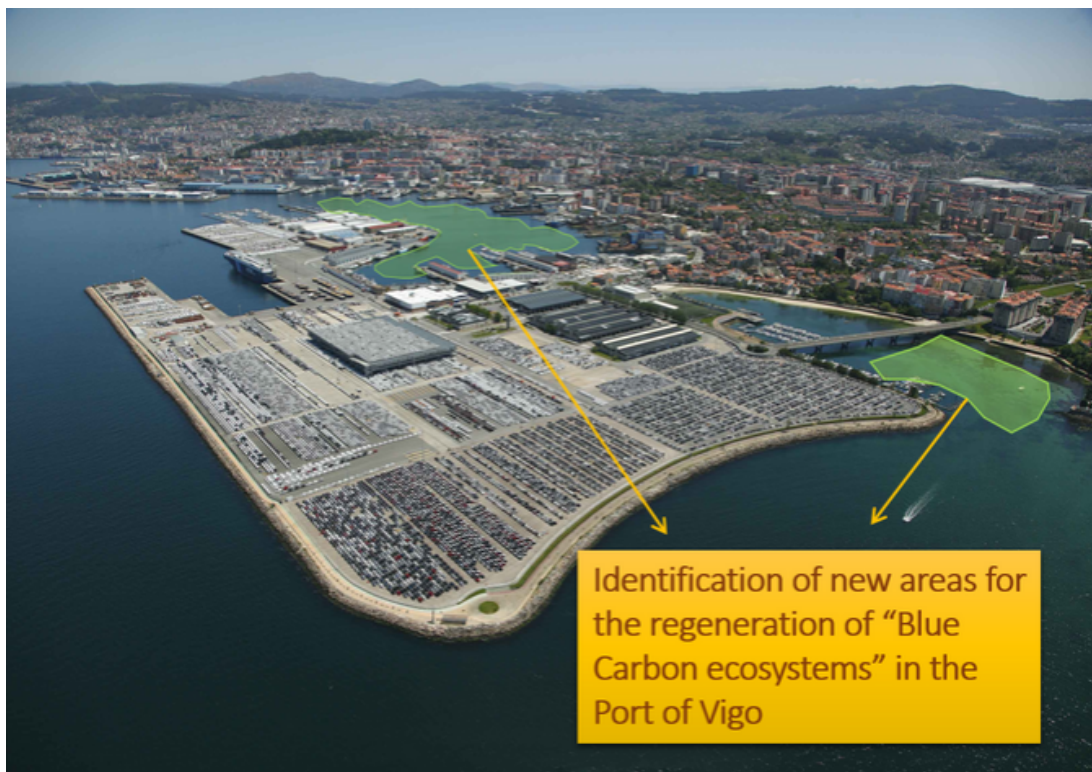 Identification of new areas for
the regeneration of “Blue
Carbon ecosystems” in the
Port of Vigo